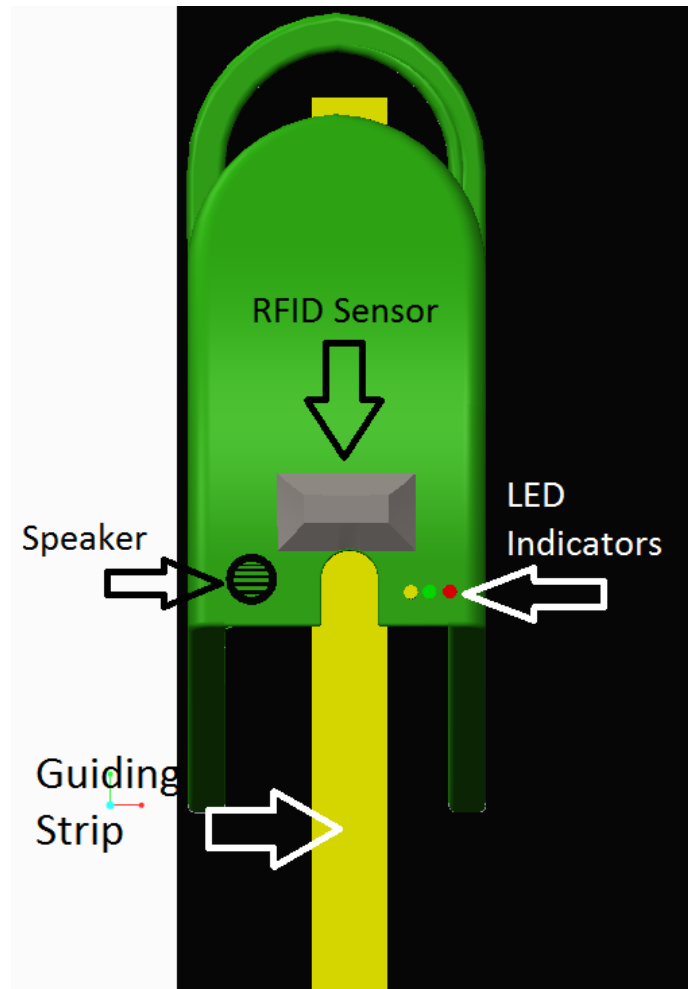 RFID Sensor
LED
Indicators
Speaker
Guiding
Strip